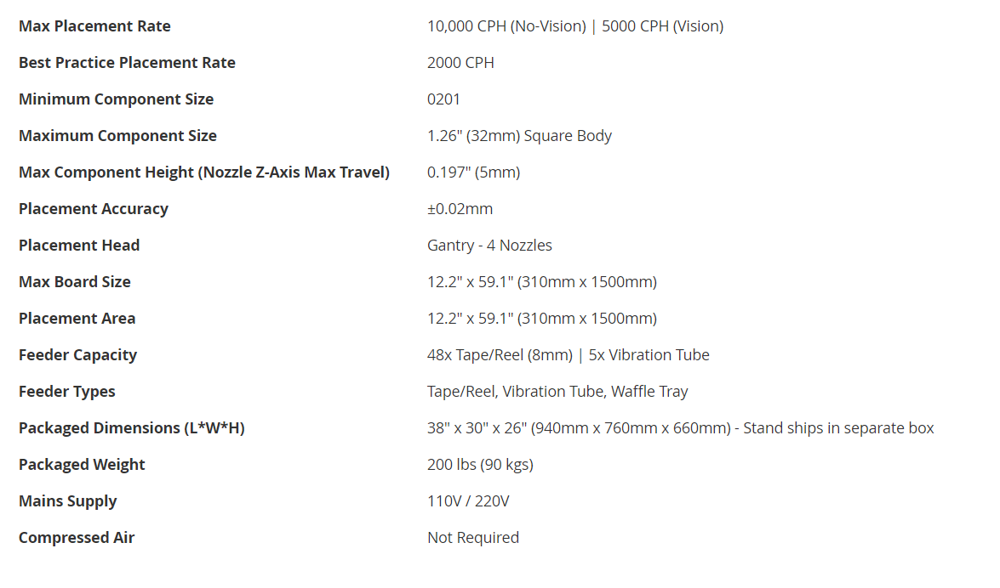 Max Placement Rate 10,000 CPH (No-Vision) | 5000 CPH (Vision)
Best Practice Placement Rate 2000 CPH
Minimum Component Size 0201
Maximum Component Size 1.26" (32mm) Square Body
Max Component Height (Nozzle Z-Axis Max Travel) 0.197" (5mm)
Placement Accuracy ±0.02mm
Placement Head Gantry - 4 Nozzles
Max Board Size 12.2" x 59.1" (310mm x 1500mm)
Placement Area 12.2" x 59.1" (310mm x 1500mm)
Feeder Capacity 48x Tape/Reel (8mm) | 5x Vibration Tube
Feeder Types Tape/Reel, Vibration Tube, Waffle Tray
Packaged Dimensions (L*W*H) 38" x 30" x 26" (940mm x 760mm x 660mm) - Stand ships in separate box
Packaged Weight 200 lbs (90 kgs)
Mains Supply 110V / 220V
Compressed Air Not Required